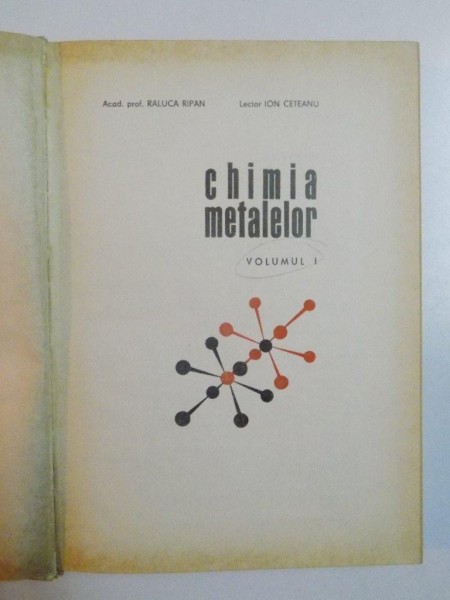 Acad. prof. RALUCA RIPAN Lector ION CETEANU
chimia
metalelor
VOLUMUL I